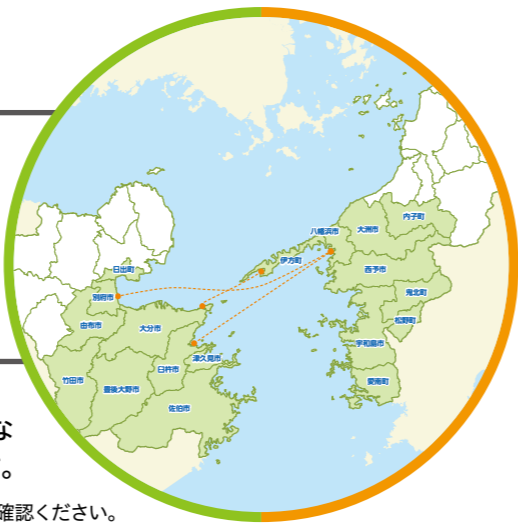 八幡浜市
大洲市
内子町
伊方町
西予市
日出町
別府市
鬼北町
松野町
由布市
大分市
宇和島市
津久見市
臼杵市
竹田市
豊後大野市
愛南町
佐伯市
な
。
確認ください。